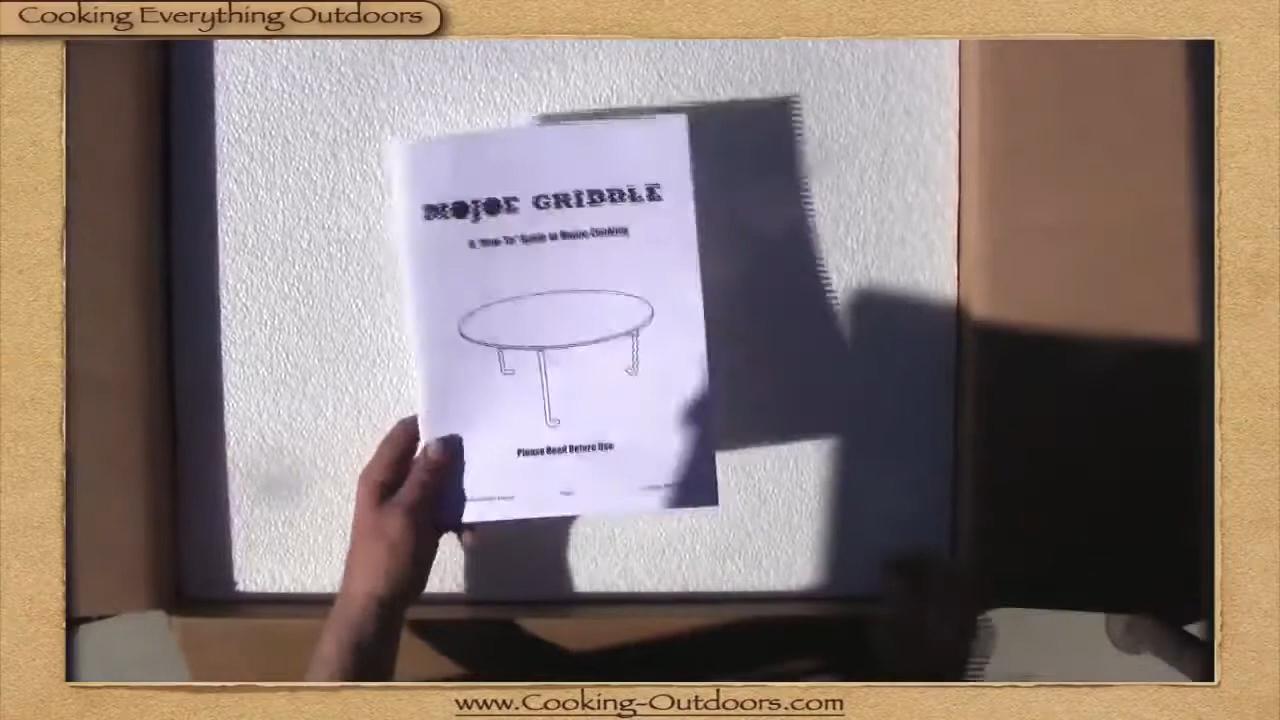 Cooking Everything Outdoors
MOJOE GRIDDLE
A "How-To" Guide to Mojoe Cooking
Please Read Before Use
www.Cooking-Outdoors.com